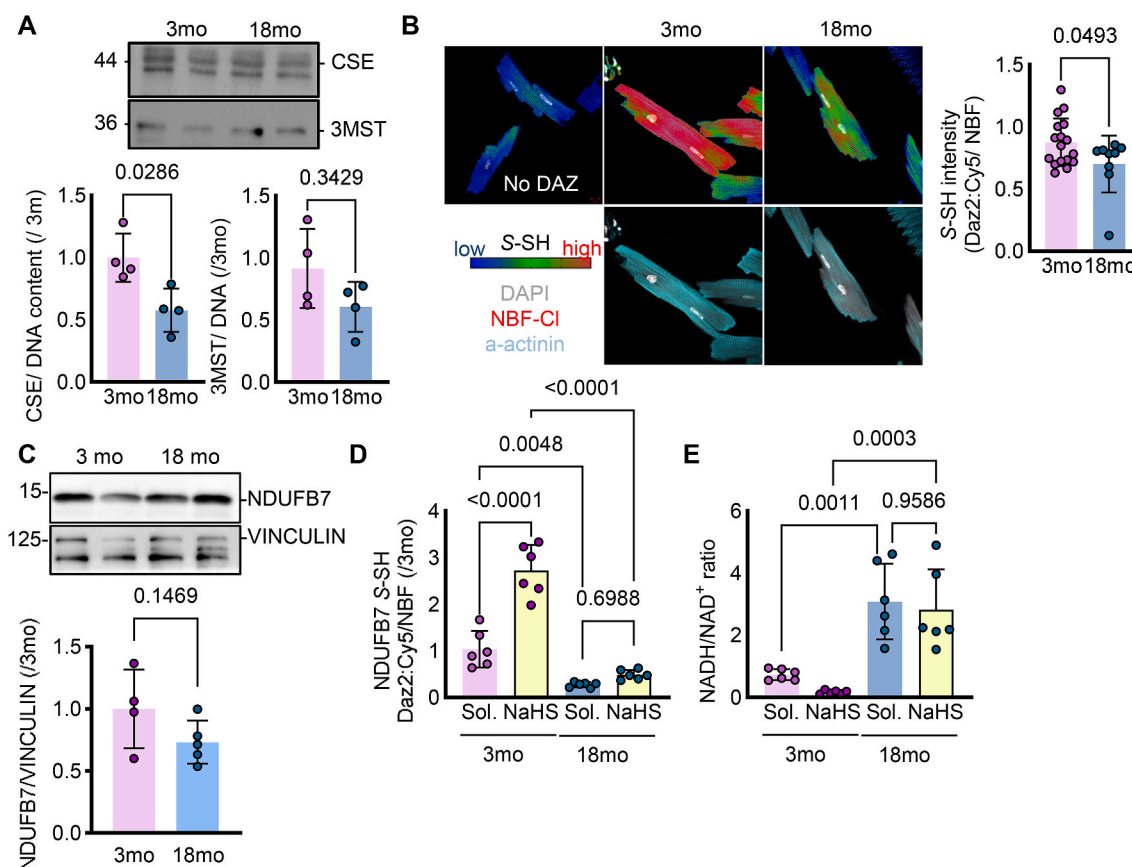 A
3mo 18mo
44
CSE
36
3MST
0.0286
CSE/ DNA content (/ 3m)
1.5
1.0
0.5
0.0
3mo 18mo
0.3429
3MST/ DNA (/3mo)
1.5
1.0
0.5
0.0
3mo 18mo
B
3mo
18mo
No DAZ
S-SH
low
high
DAPI
NBF-Cl
a-actinin
0.0493
S-SH intensity
(Daz2:Cy5/ NBF)
1.5
1.0
0.5
0.0
3mo 18mo
C
3 mo 18 mo
15
NDUFB7
125
VINCULIN
0.1469
NDUFB7/VINCULIN (/3mo)
1.5
1.0
0.5
0.0
3mo 18mo
D
<0.0001
0.0048
<0.0001
0.6988
NDUFB7 S-SH
Daz2:Cy5/NBF (/3mo)
4
3
2
1
0
Sol. NaHS Sol. NaHS
3mo 18mo
E
0.0003
0.0011
0.9586
NADH/NAD+ ratio
8
6
4
2
0
Sol. NaHS Sol. NaHS
3mo 18mo